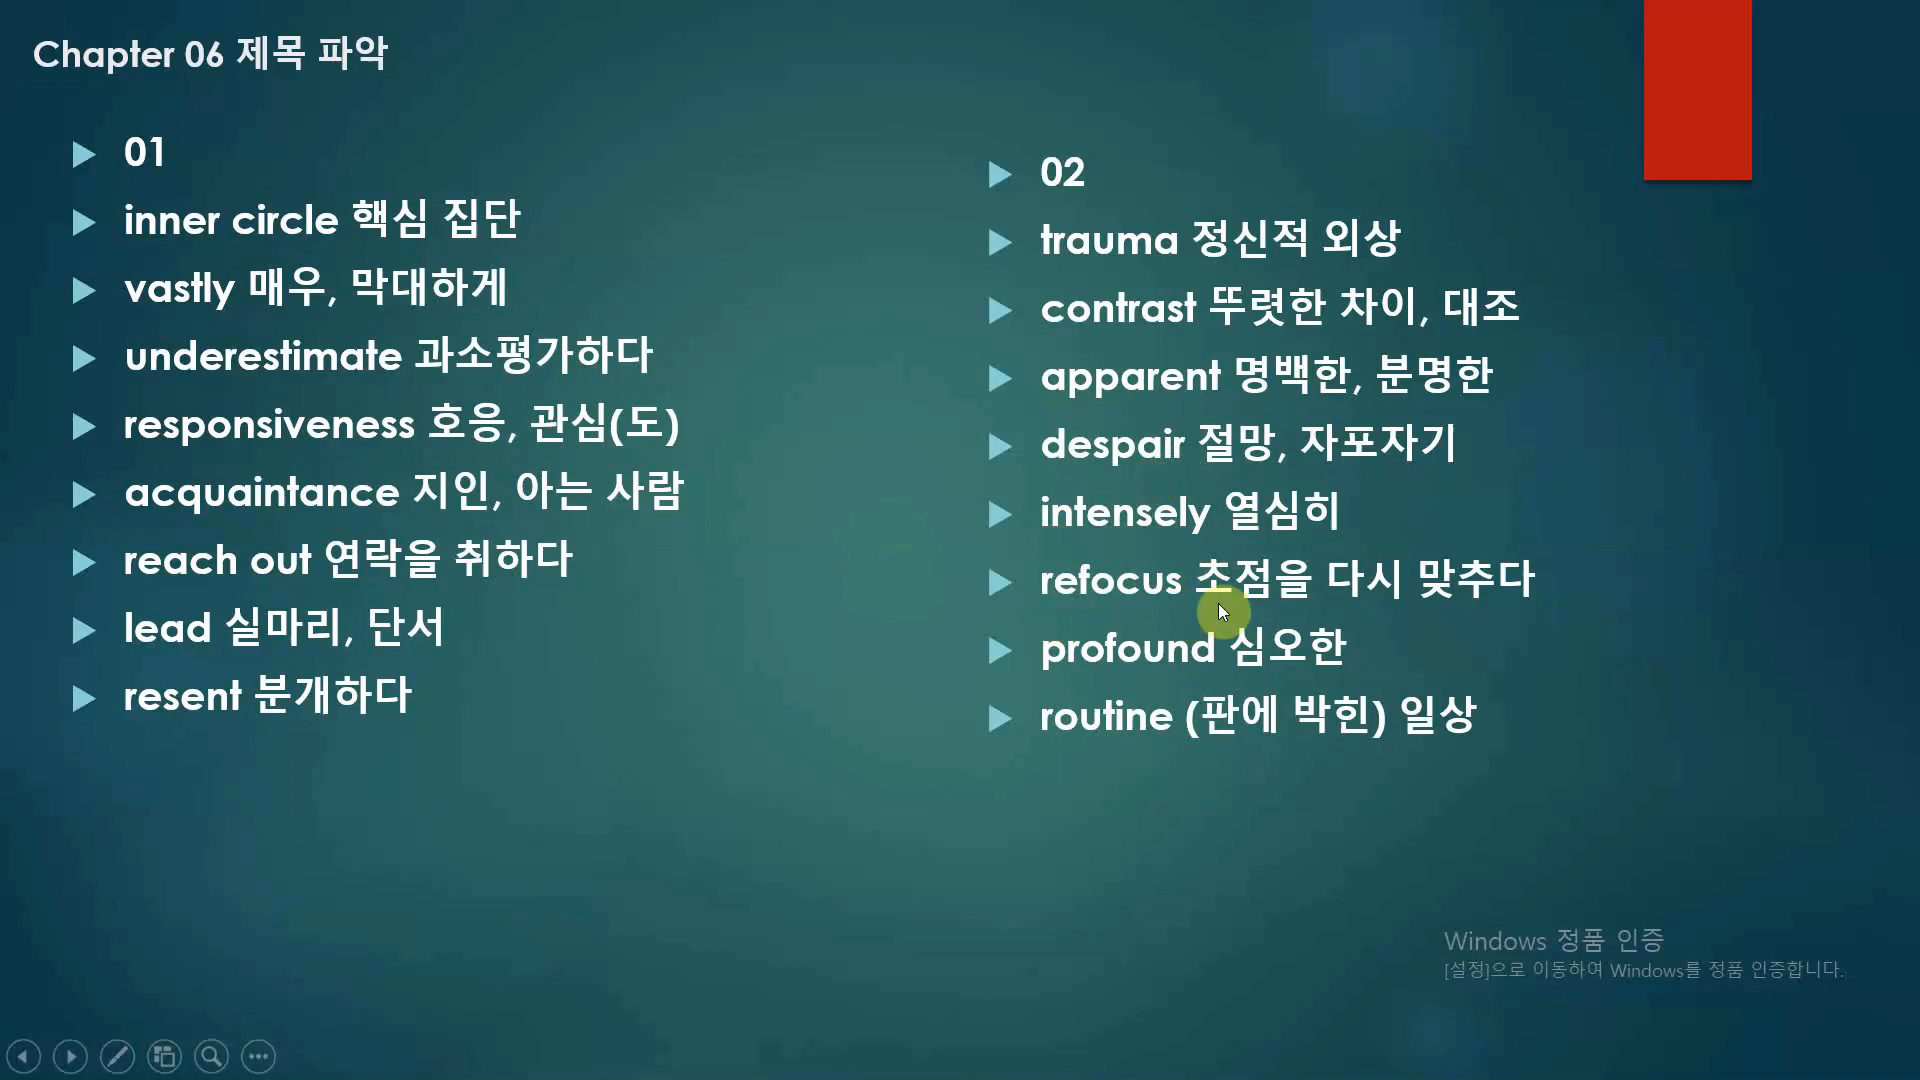 Chapter 06 제목 파악
01
inner circle 핵심 집단
vastly 매우, 막대하게
underestimate 과소평가하다
responsiveness 호응, 관심(도)
acquaintance 지인, 아는 사람
reach out 연락을 취하다
lead 실마리, 단서
resent 분개하다
02
trauma 정신적 외상
contrast 뚜렷한 차이, 대조
apparent 명백한, 분명한
despair 절망, 자포자기
intensely 열심히
refocus 초점을 다시 맞추다
profound 심오한
routine (판에 박힌) 일상
Windows 정품 인증
[설정]으로 이동하여 Windows를 정품 인증합니다.